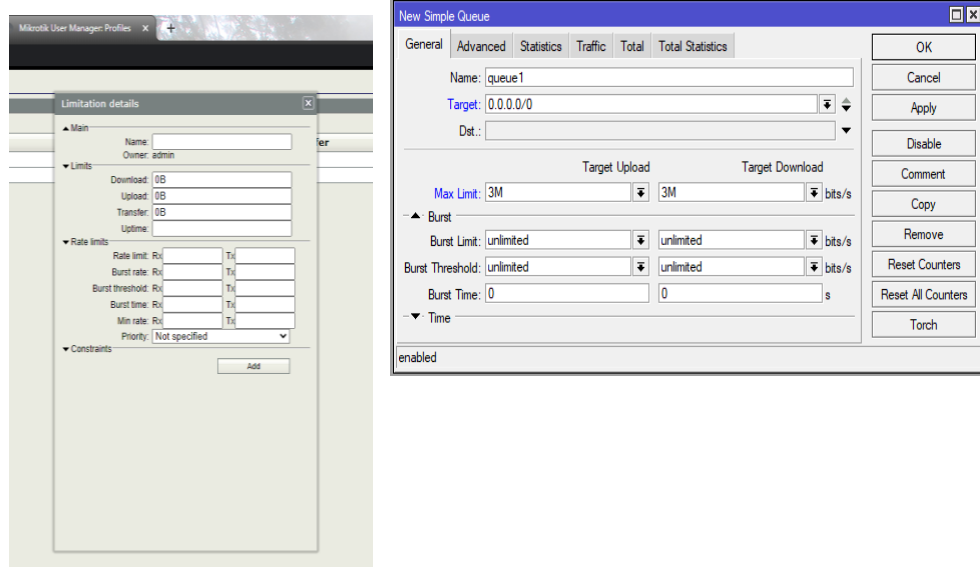 Mikrotik User Manager: Profiles × +
Limitation details
Main
Name:
Owner: admin
fer
Limits
Download: 0B
Upload: 0B
Transfer: 0B
Uptime:
Rate limits
Rate limit: Rx Tx
Burst rate: Rx Tx
Burst threshold: Rx Tx
Burst time: Rx Tx
Min rate: Rx Tx
Priority: Not specified
Constraints
Add
New Simple Queue
General Advanced Statistics Traffic Total Total Statistics
Name: queue1
Target: 0.0.0.0/0
Dst.:
Target Upload Target Download
Max Limit: 3M 3M bits/s
Burst
Burst Limit: unlimited unlimited bits/s
Burst Threshold: unlimited unlimited bits/s
Burst Time: 0 0 s
Time
enabled
OK
Cancel
Apply
Disable
Comment
Copy
Remove
Reset Counters
Reset All Counters
Torch